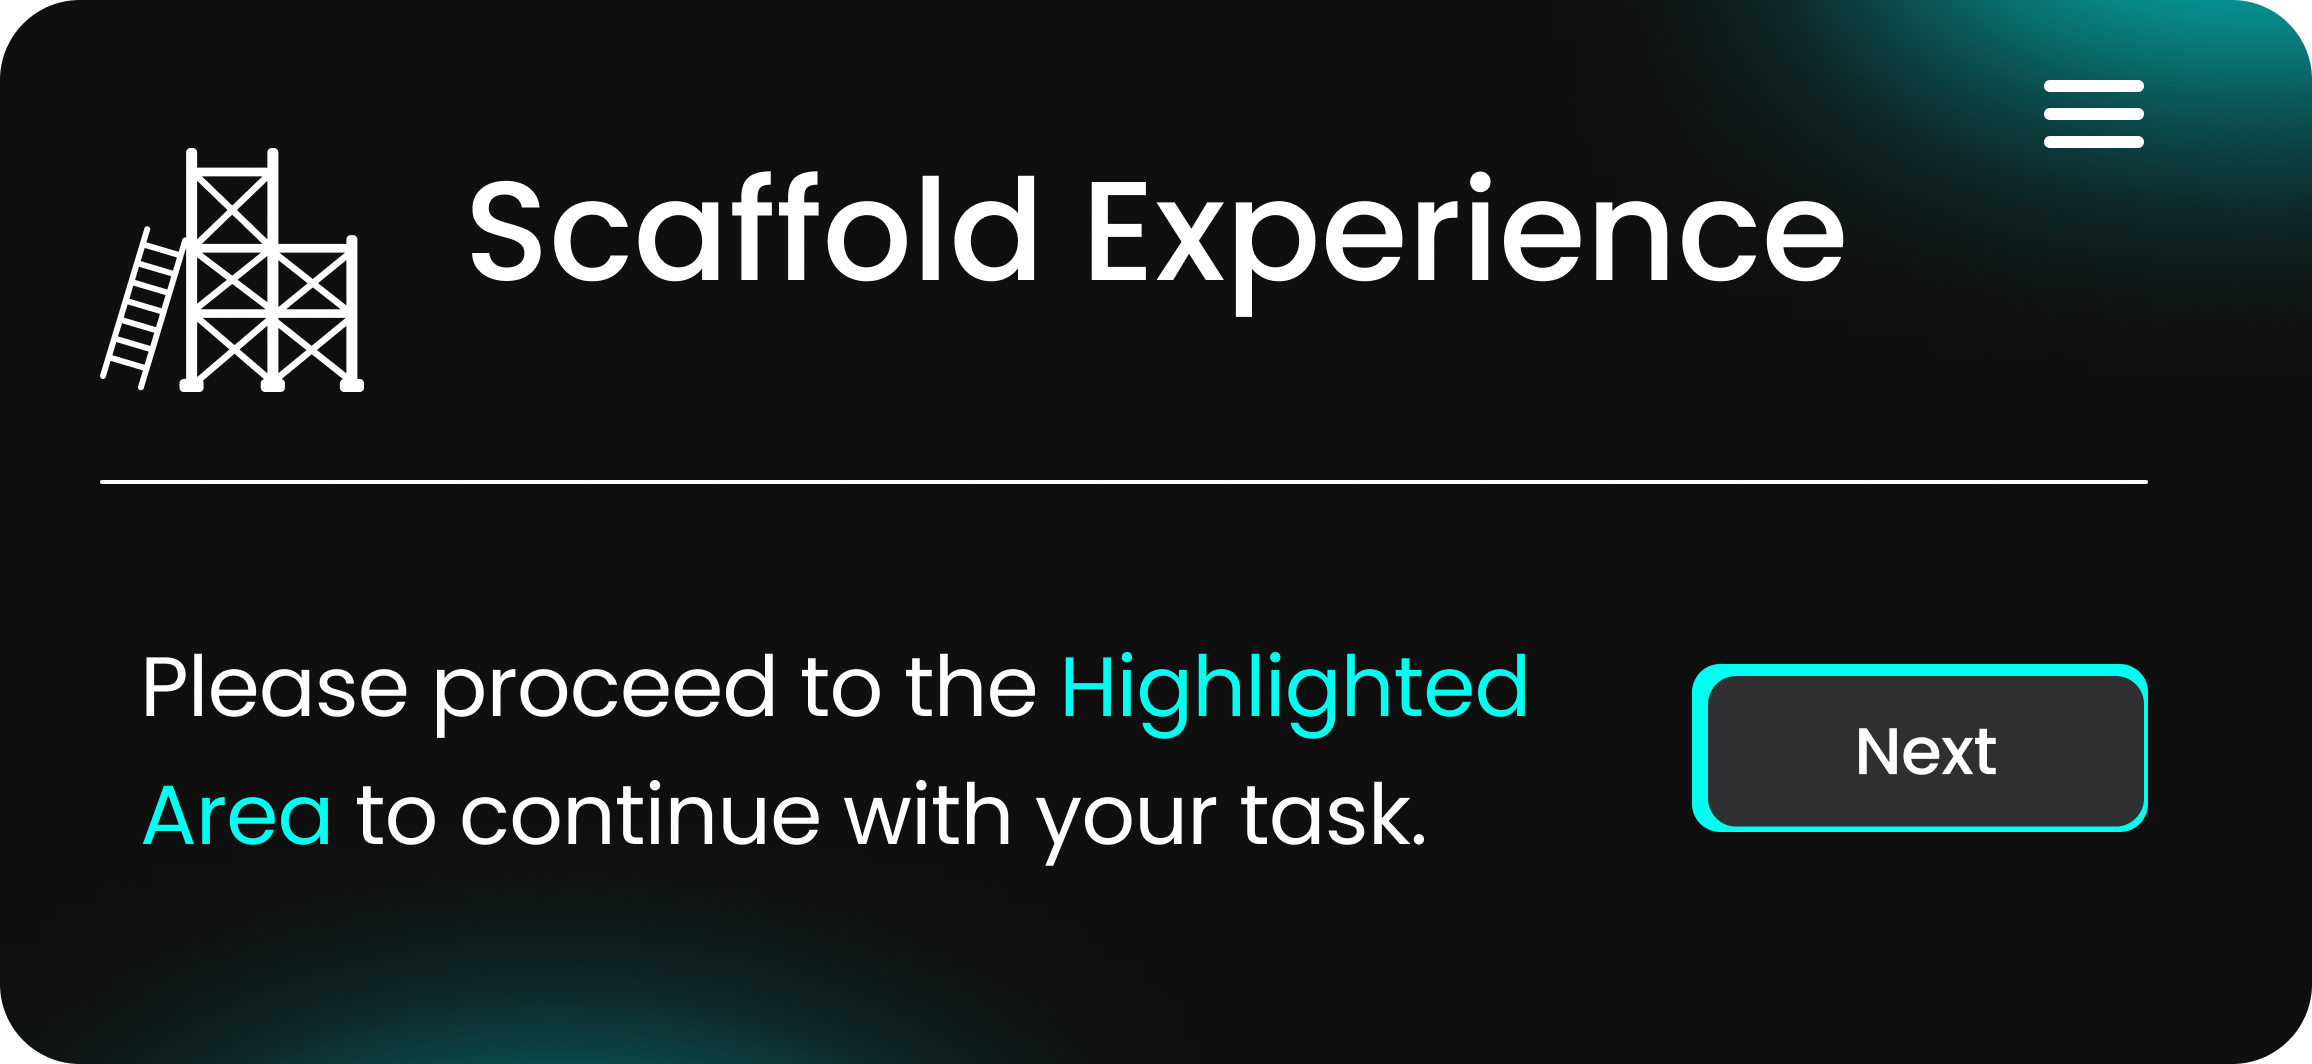 Scaffold Experience
Please proceed to the Highlighted
Area to continue with your task.
Next